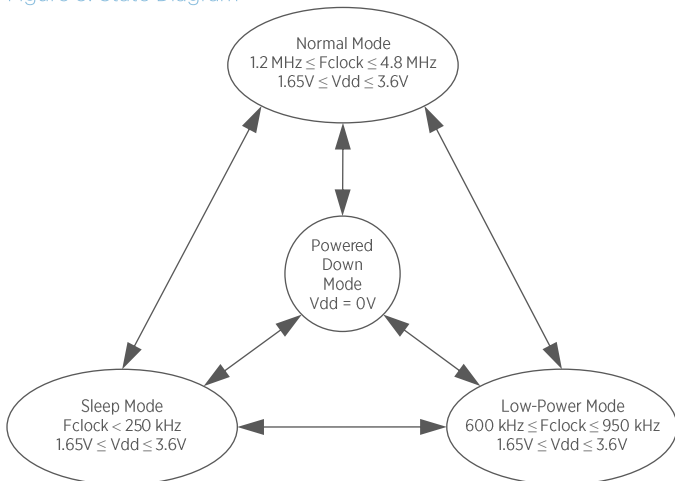 Figure 3. State Diagram
Normal Mode
1.2 MHz ≤ Fclock ≤ 4.8 MHz
1.65V ≤ Vdd ≤ 3.6V
Powered
Down
Mode
Vdd = 0V
Sleep Mode
Fclock < 250 kHz
1.65V ≤ Vdd ≤ 3.6V
Low-Power Mode
600 kHz ≤ Fclock ≤ 950 kHz
1.65V ≤ Vdd ≤ 3.6V